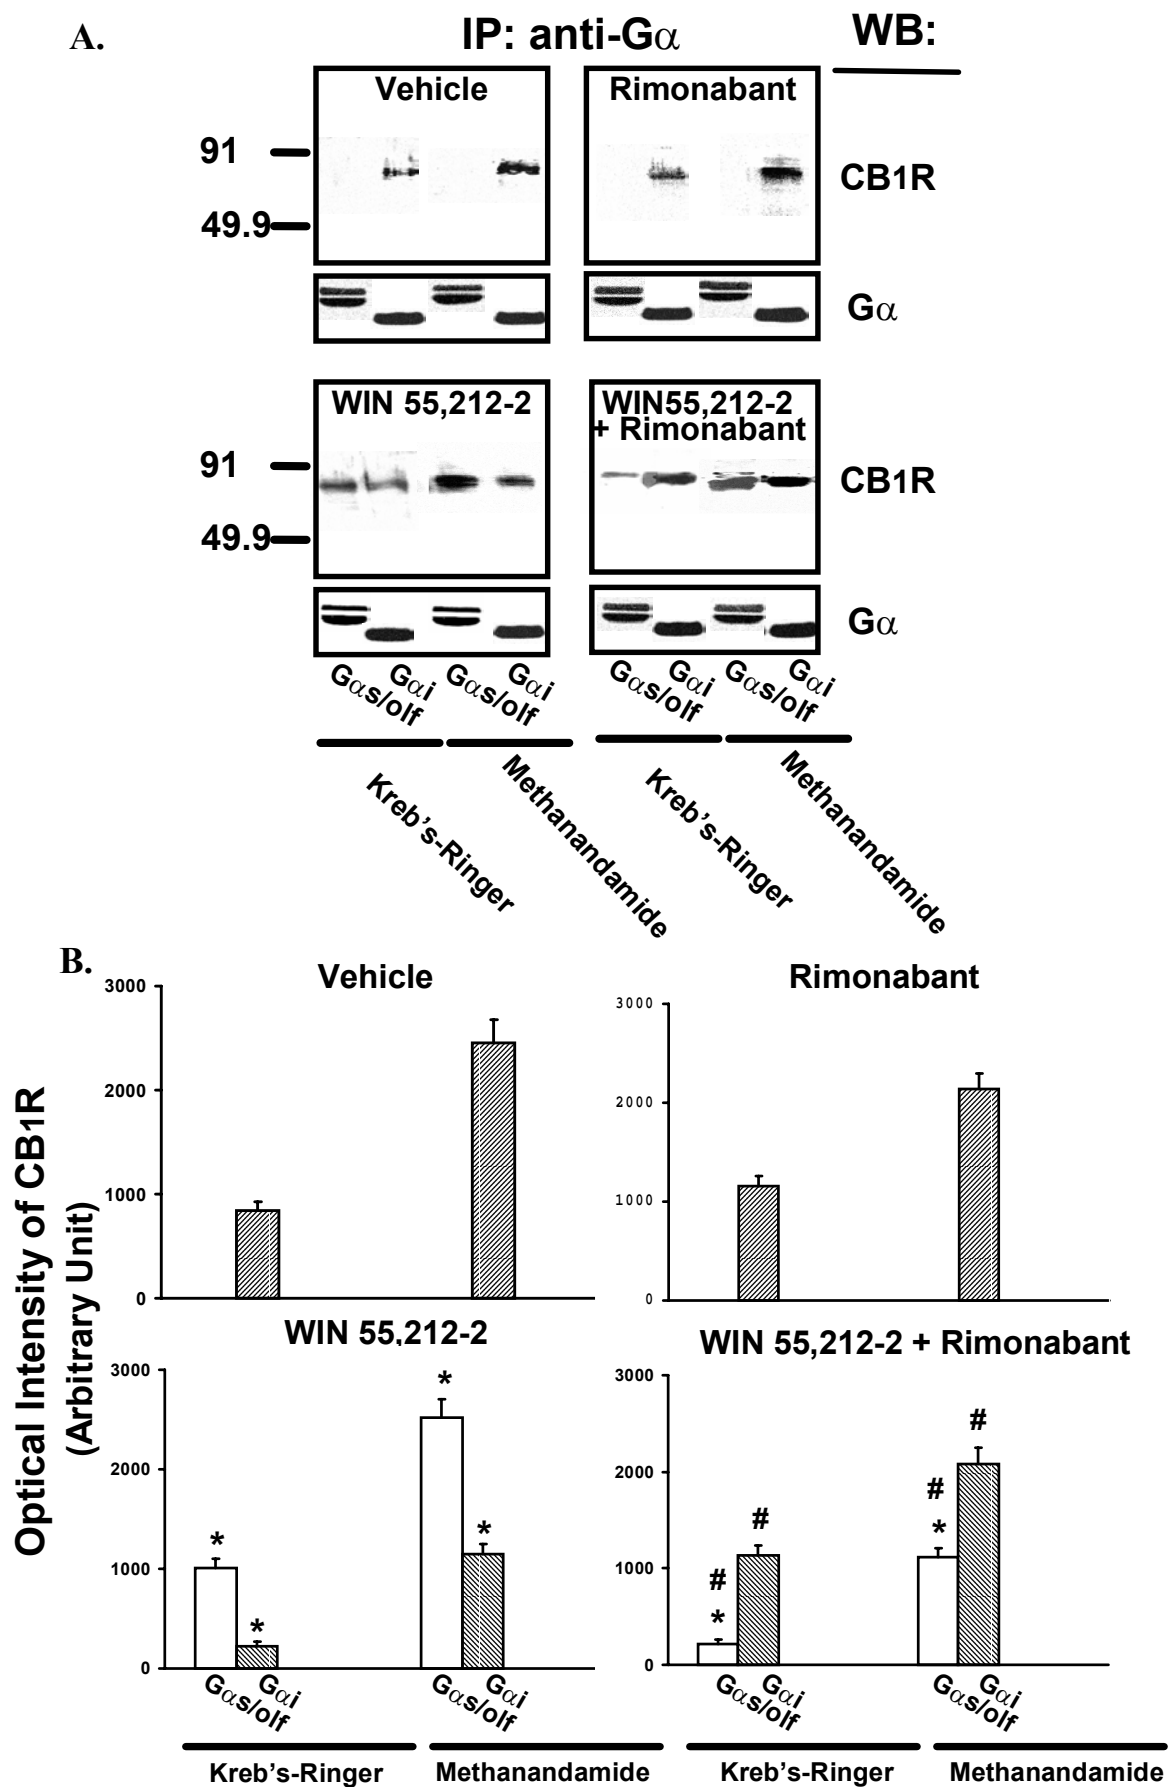 A.
IP: anti-Gα
WB:
Vehicle
Rimonabant
91
49.9
CB1R
Gα
WIN 55,212-2
WIN55,212-2
+ Rimonabant
91
49.9
CB1R
Gα
Gαs/olf
Gαi
Gαs/olf
Gαi
Gαs/olf
Gαi
Gαs/olf
Gαi
Kreb's-Ringer
Methanandamide
Kreb's-Ringer
Methanandamide
B.
Optical Intensity of CB1R
(Arbitrary Unit)
Vehicle
3000
2000
1000
0
Rimonabant
3000
2000
1000
0
WIN 55,212-2
3000
2000
1000
0
*
*
*
*
WIN 55,212-2 + Rimonabant
3000
2000
1000
0
#
*
#
#
*
#
Gαs/olf
Gαi
Gαs/olf
Gαi
Gαs/olf
Gαi
Gαs/olf
Gαi
Kreb's-Ringer
Methanandamide
Kreb's-Ringer
Methanandamide